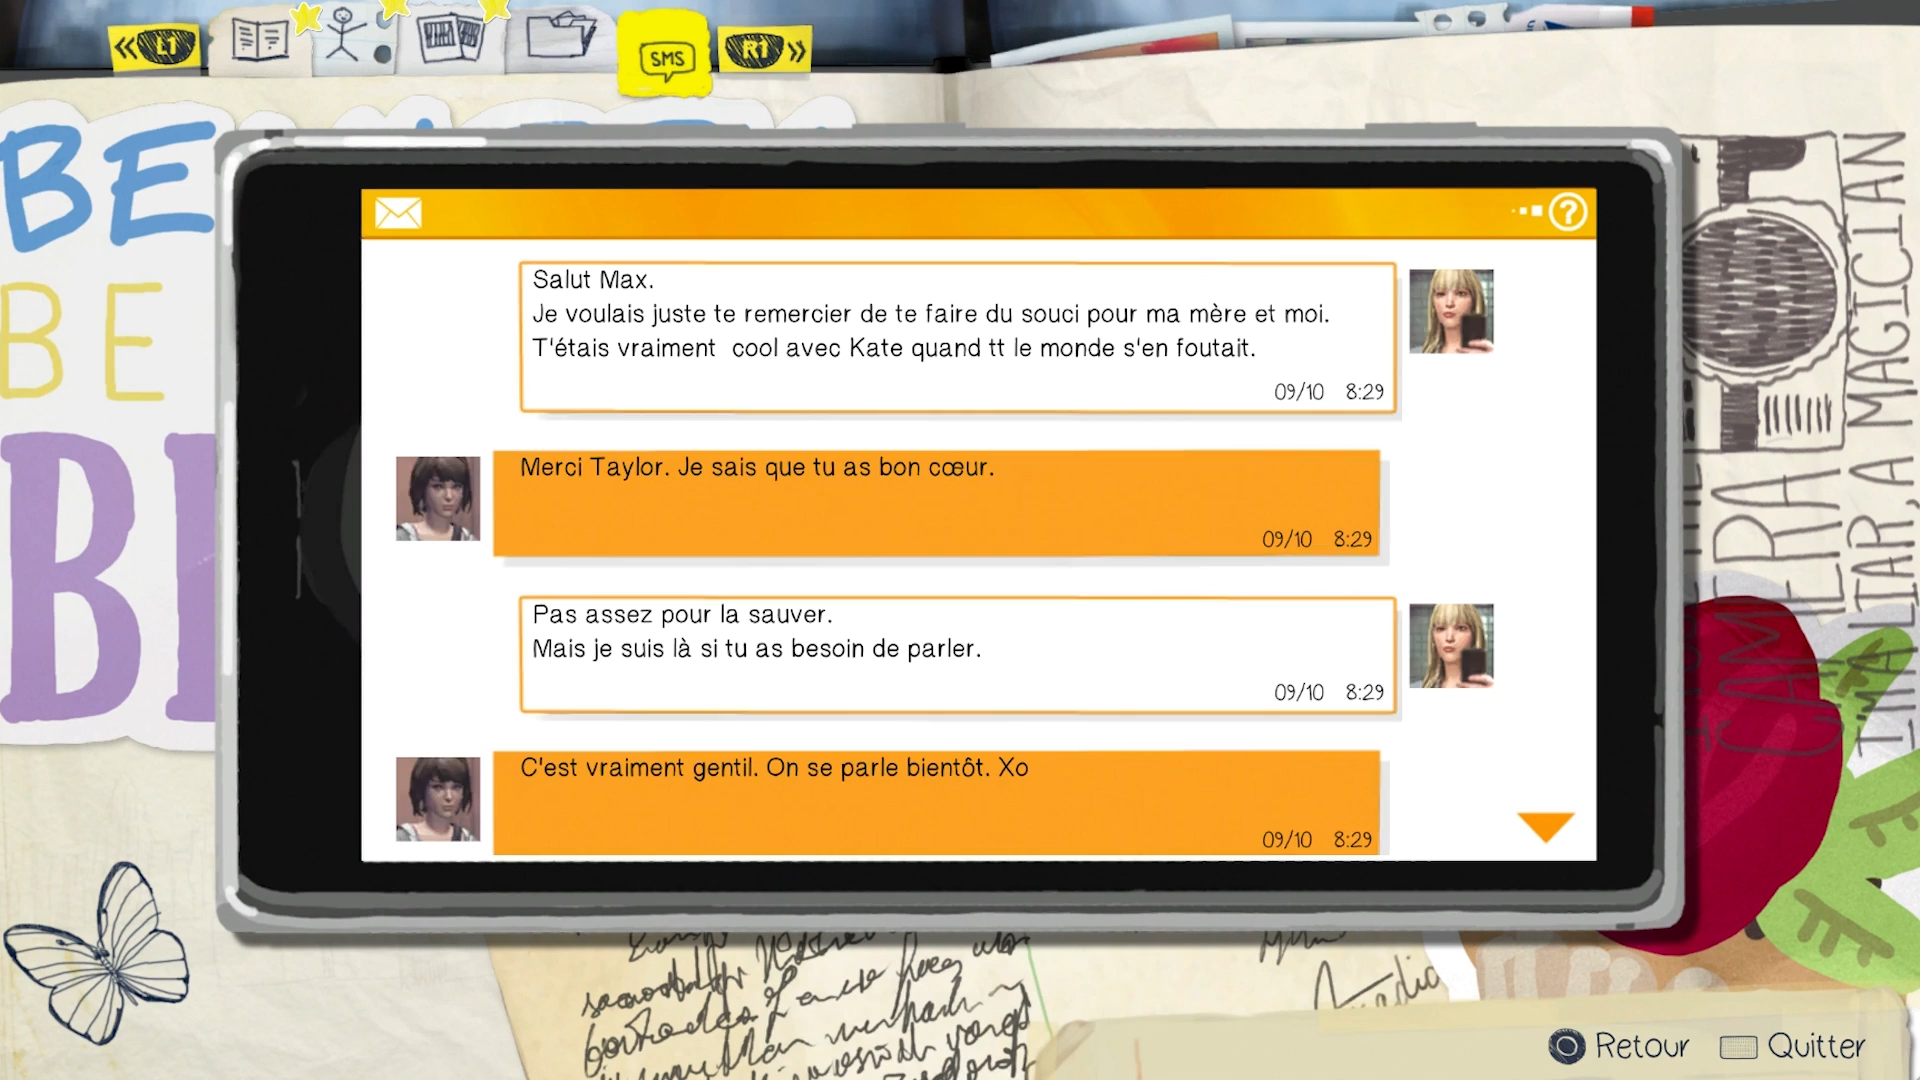 L1
SMS
R1
BE
BE
Salut Max.
Je voulais juste te remercier de te faire du souci pour ma mère et moi.
T'étais vraiment  cool avec Kate quand tt le monde s'en foutait.
09/10 8:29
Merci Taylor. Je sais que tu as bon cœur.
09/10 8:29
Pas assez pour la sauver.
Mais je suis là si tu as besoin de parler.
09/10 8:29
C'est vraiment gentil. On se parle bientôt. Xo
09/10 8:29
CAMERA
LIAR, A MAGICIAN
Retour
Quitter